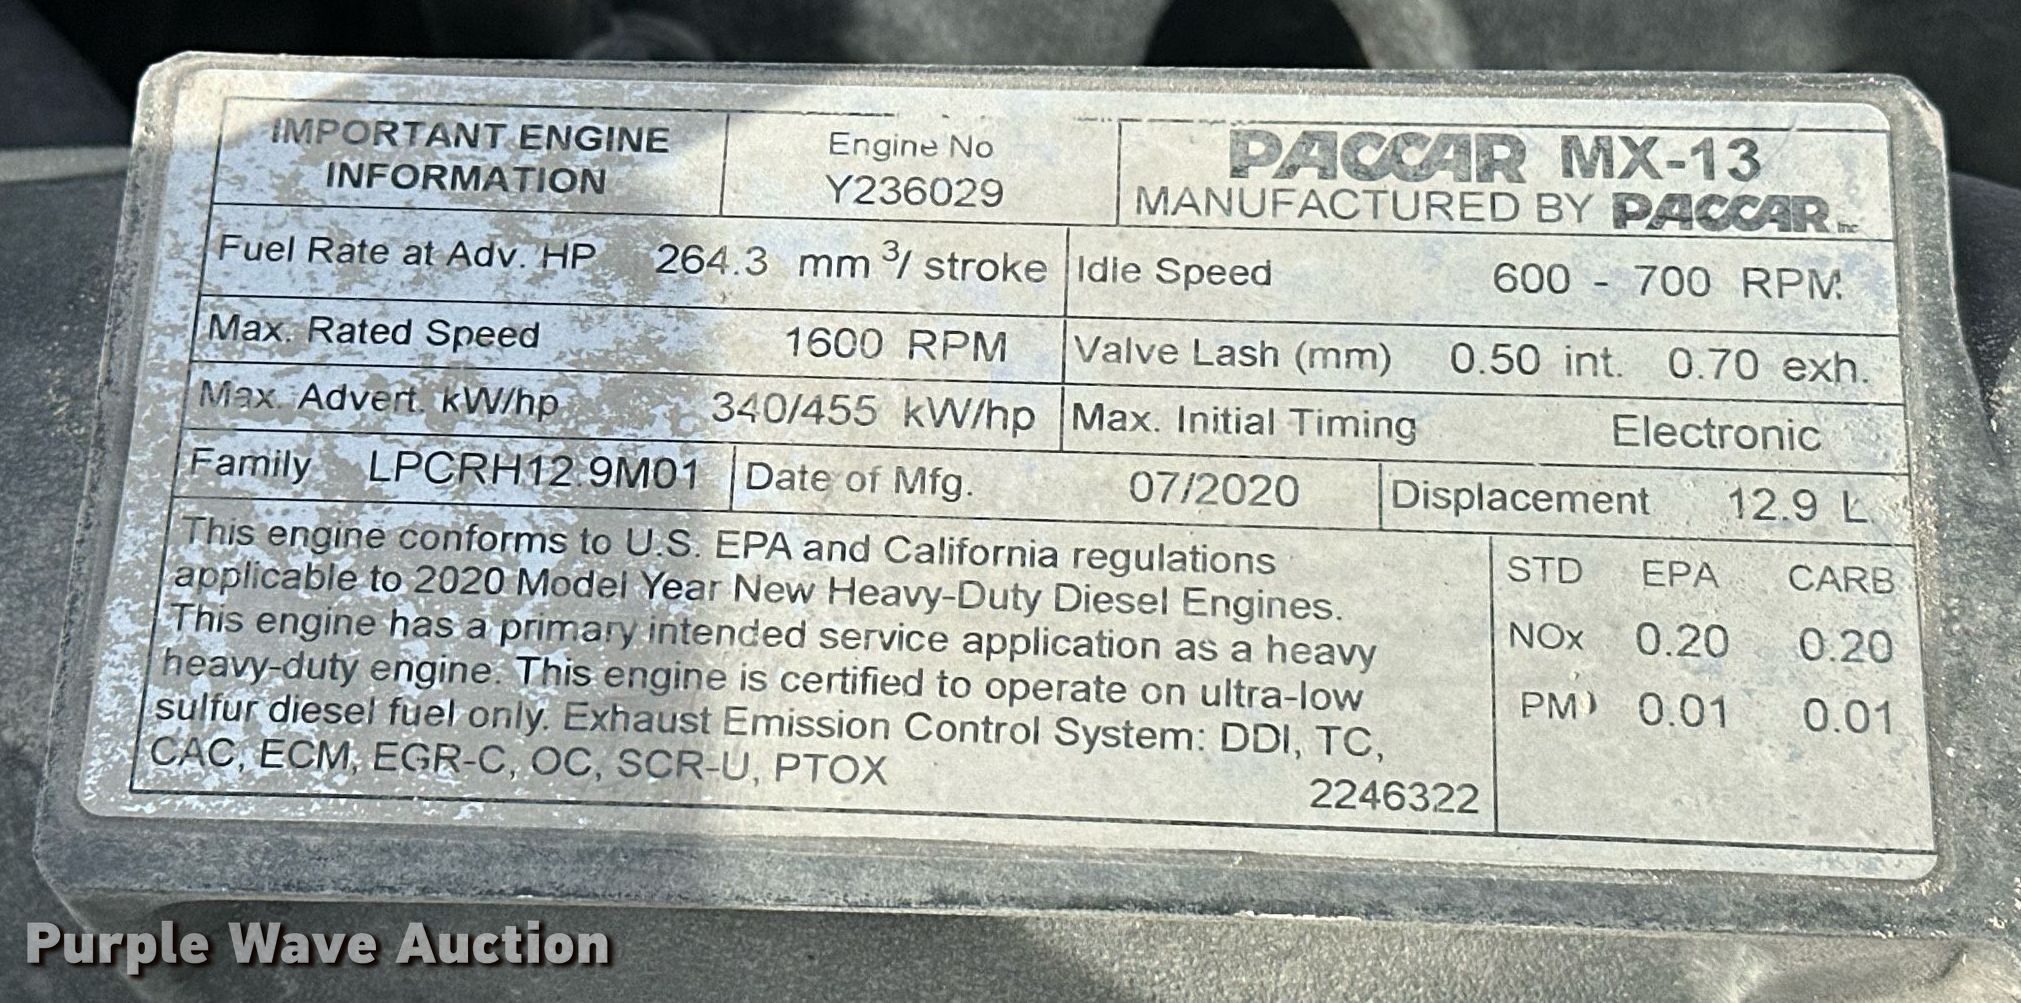 IMPORTANT ENGINE
INFORMATION
Engine No
Y236029
PACCAR MX-13
MANUFACTURED BY PACCAR Inc
Fuel Rate at Adv. HP 264.3 mm 3/ stroke
Idle Speed 600 - 700 RPM.
Max. Rated Speed 1600 RPM
Valve Lash (mm) 0.50 int. 0.70 exh.
Max. Advert. kW/hp 340/455 kW/hp
Max. Initial Timing Electronic
Family LPCRH12.9M01
Date of Mfg. 07/2020
Displacement 12.9 L
This engine conforms to U.S. EPA and California regulations
applicable to 2020 Model Year New Heavy-Duty Diesel Engines.
This engine has a primary intended service application as a heavy
heavy-duty engine. This engine is certified to operate on ultra-low
sulfur diesel fuel only. Exhaust Emission Control System: DDI, TC,
CAC, ECM, EGR-C, OC, SCR-U, PTOX
2246322
STD EPA CARB
NOx 0.20 0.20
PM 0.01 0.01
Purple Wave Auction